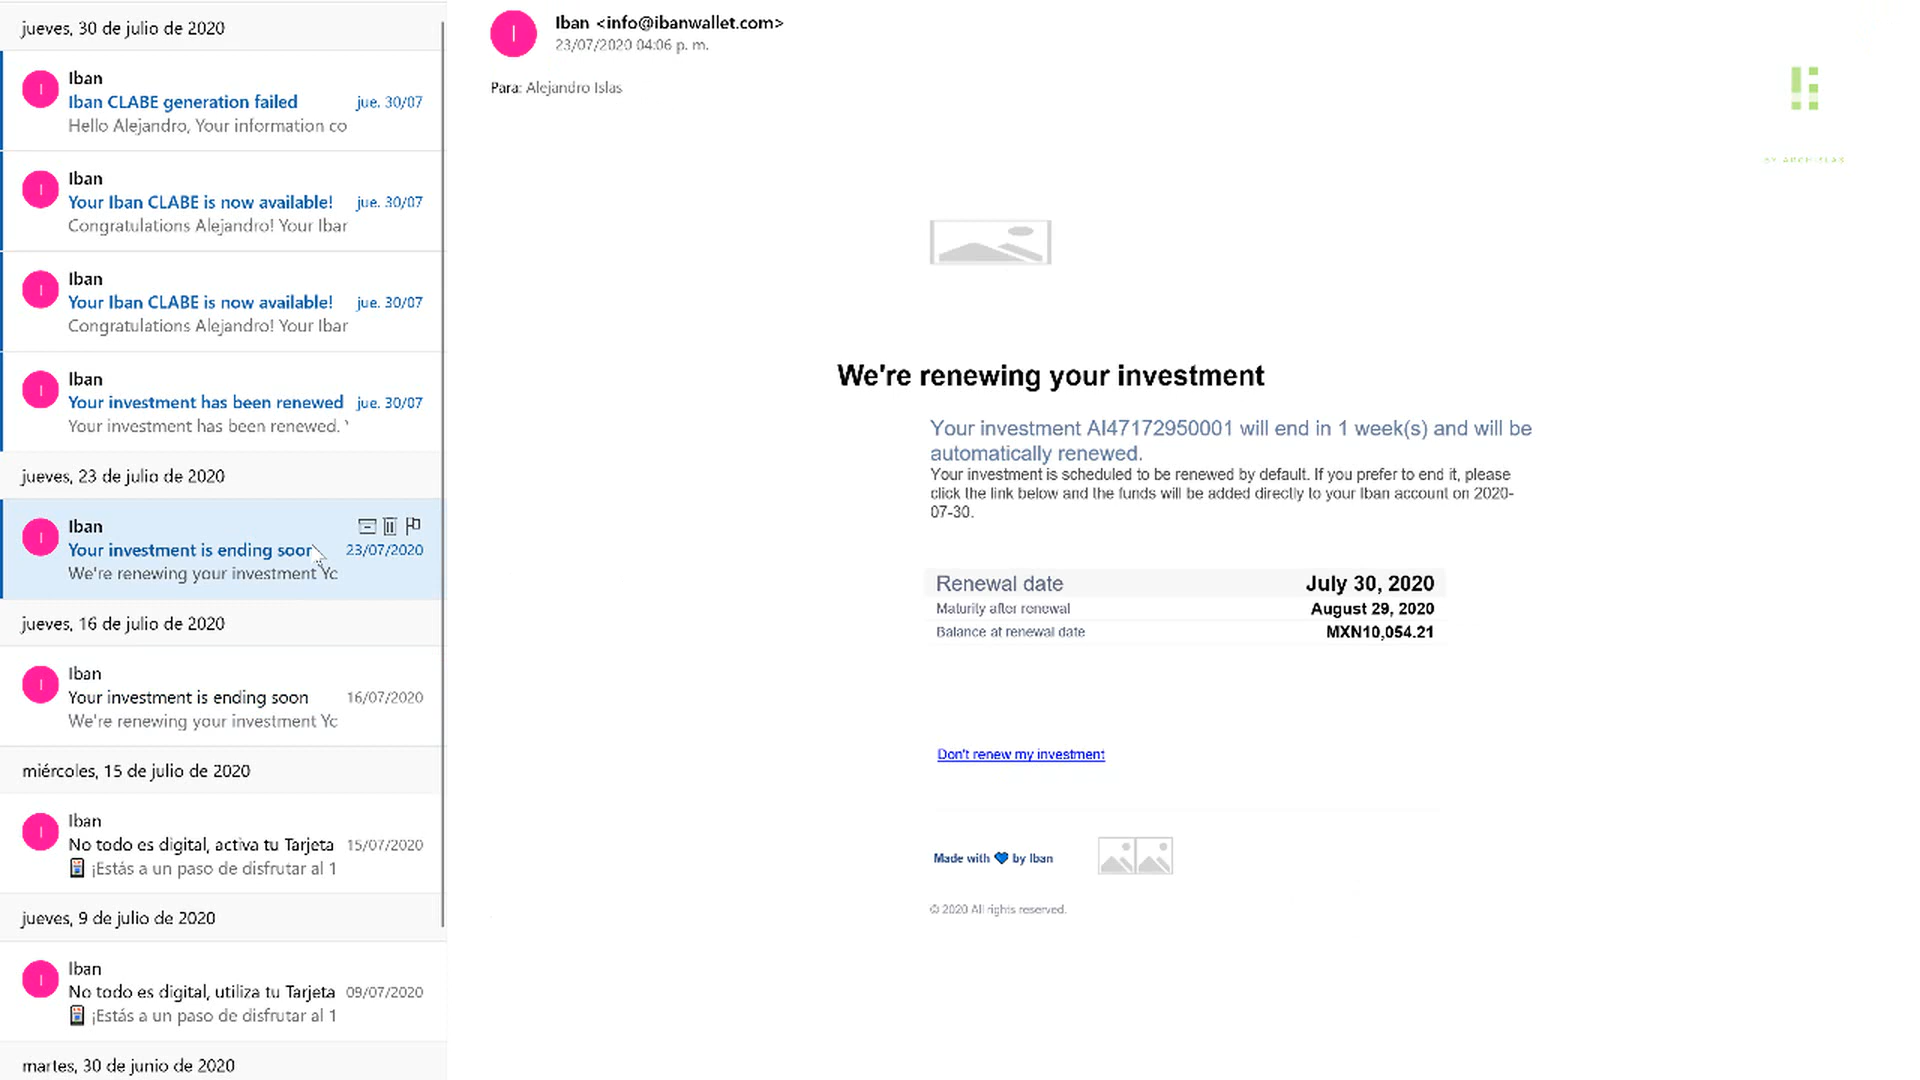 jueves, 30 de julio de 2020
Iban
Iban CLABE generation failed jue. 30/07
Hello Alejandro, Your information co
Iban
Your Iban CLABE is now available! jue. 30/07
Congratulations Alejandro! Your Ibar
Iban
Your Iban CLABE is now available! jue. 30/07
Congratulations Alejandro! Your Ibar
Iban
Your investment has been renewed jue. 30/07
Your investment has been renewed. Y
jueves, 23 de julio de 2020
Iban
Your investment is ending soon 23/07/2020
We're renewing your investment Yc
jueves, 16 de julio de 2020
Iban
Your investment is ending soon 16/07/2020
We're renewing your investment Yc
miércoles, 15 de julio de 2020
Iban
No todo es digital, activa tu Tarjeta 15/07/2020
¡Estás a un paso de disfrutar al 1
jueves, 9 de julio de 2020
Iban
No todo es digital, utiliza tu Tarjeta 09/07/2020
¡Estás a un paso de disfrutar al 1
martes, 30 de junio de 2020
I
Iban <info@ibanwallet.com>
23/07/2020 04:06 p. m.
Para: Alejandro Islas
We're renewing your investment
Your investment AI47172950001 will end in 1 week(s) and will be
automatically renewed.
Your investment is scheduled to be renewed by default. If you prefer to end it, please
click the link below and the funds will be added directly to your Iban account on 2020-
07-30.
Renewal date July 30, 2020
Maturity after renewal August 29, 2020
Balance at renewal date MXN10,054.21
Don't renew my investment
Made with 💙 by Iban
© 2020 All rights reserved.